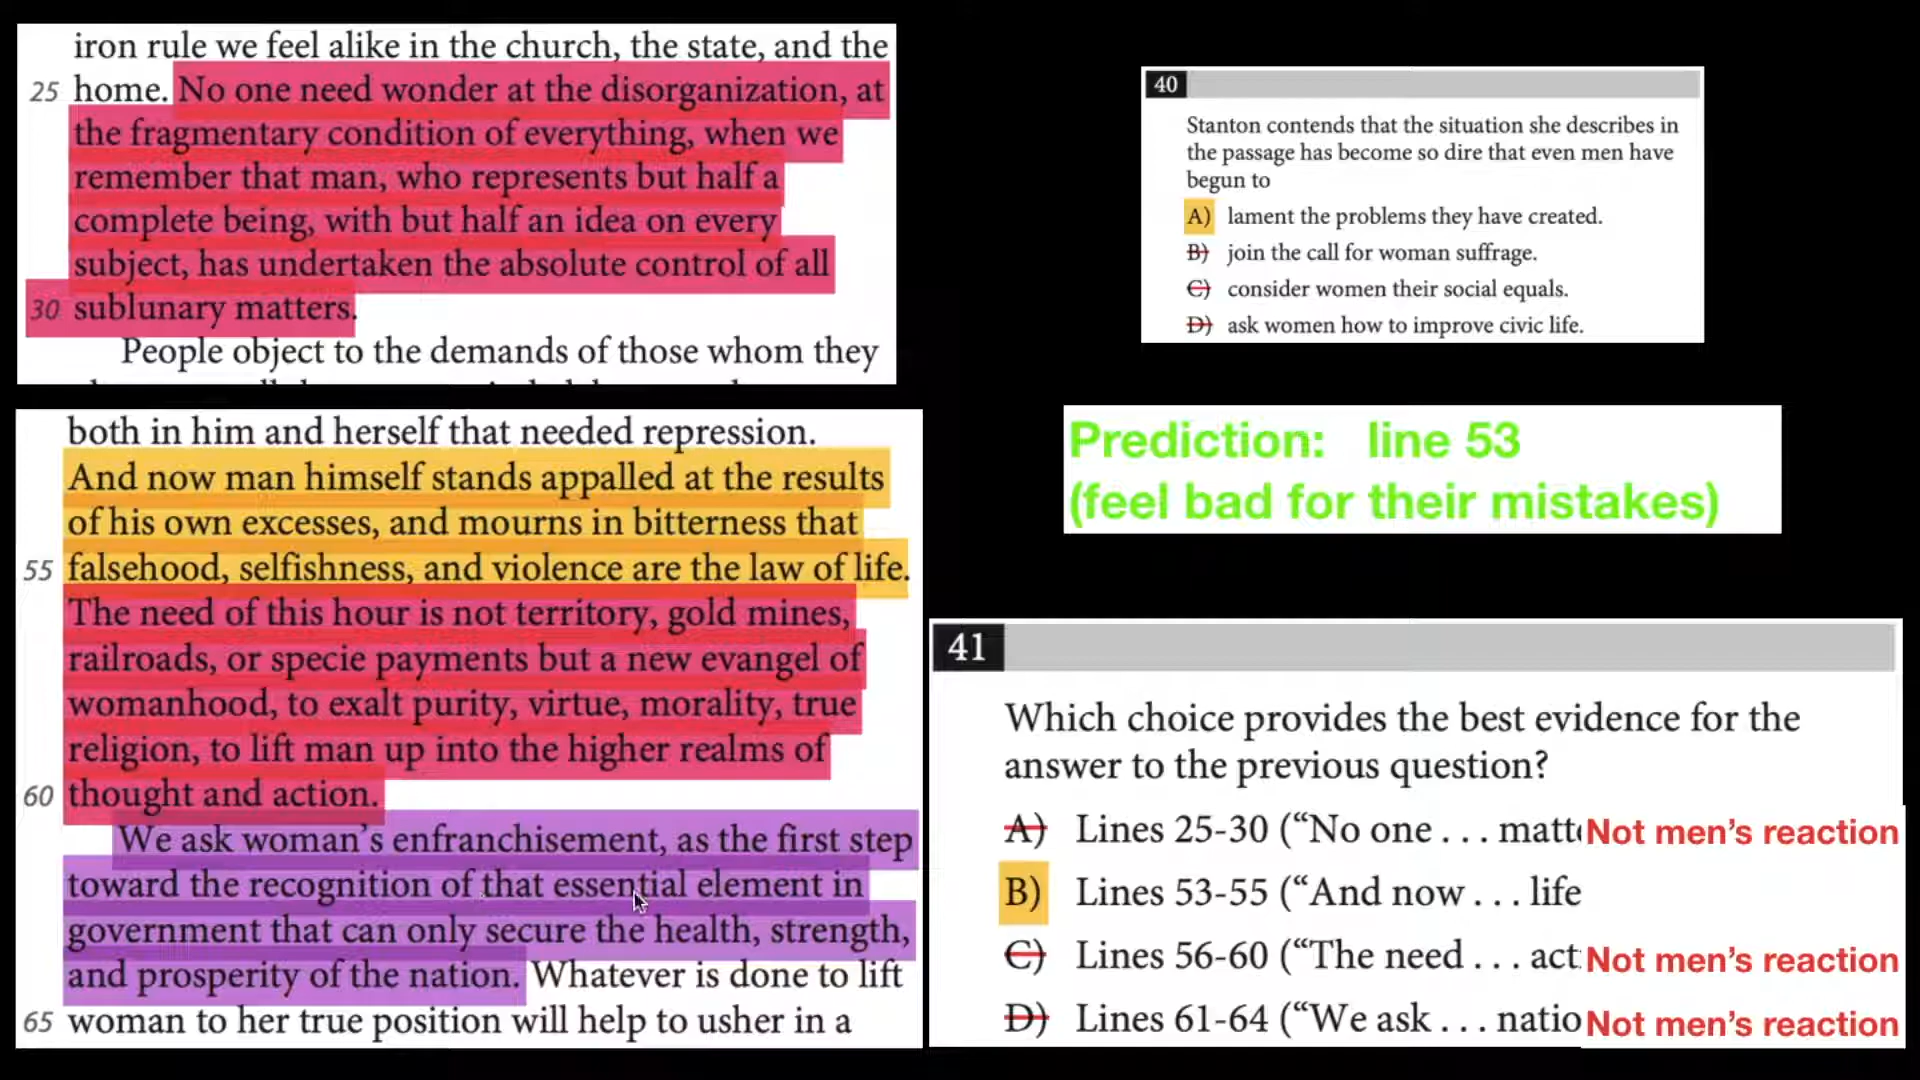 iron rule we feel alike in the church, the state, and the
25 home. No one need wonder at the disorganization, at
the fragmentary condition of everything, when we
remember that man, who represents but half a
complete being, with but half an idea on every
subject, has undertaken the absolute control of all
30 sublunary matters.
People object to the demands of those whom they
both in him and herself that needed repression.
And now man himself stands appalled at the results
of his own excesses, and mourns in bitterness that
55 falsehood, selfishness, and violence are the law of life.
The need of this hour is not territory, gold mines,
railroads, or specie payments but a new evangel of
womanhood, to exalt purity, virtue, morality, true
religion, to lift man up into the higher realms of
60 thought and action.
We ask woman’s enfranchisement, as the first step
toward the recognition of that essential element in
government that can only secure the health, strength,
and prosperity of the nation. Whatever is done to lift
65 woman to her true position will help to usher in a
40
Stanton contends that the situation she describes in
the passage has become so dire that even men have
begun to
A) lament the problems they have created.
B) join the call for woman suffrage.
C) consider women their social equals.
D) ask women how to improve civic life.
Prediction: line 53
(feel bad for their mistakes)
41
Which choice provides the best evidence for the
answer to the previous question?
A) Lines 25-30 (“No one . . . matt Not men’s reaction
B) Lines 53-55 (“And now . . . life
C) Lines 56-60 (“The need . . . act Not men’s reaction
D) Lines 61-64 (“We ask . . . natio Not men’s reaction